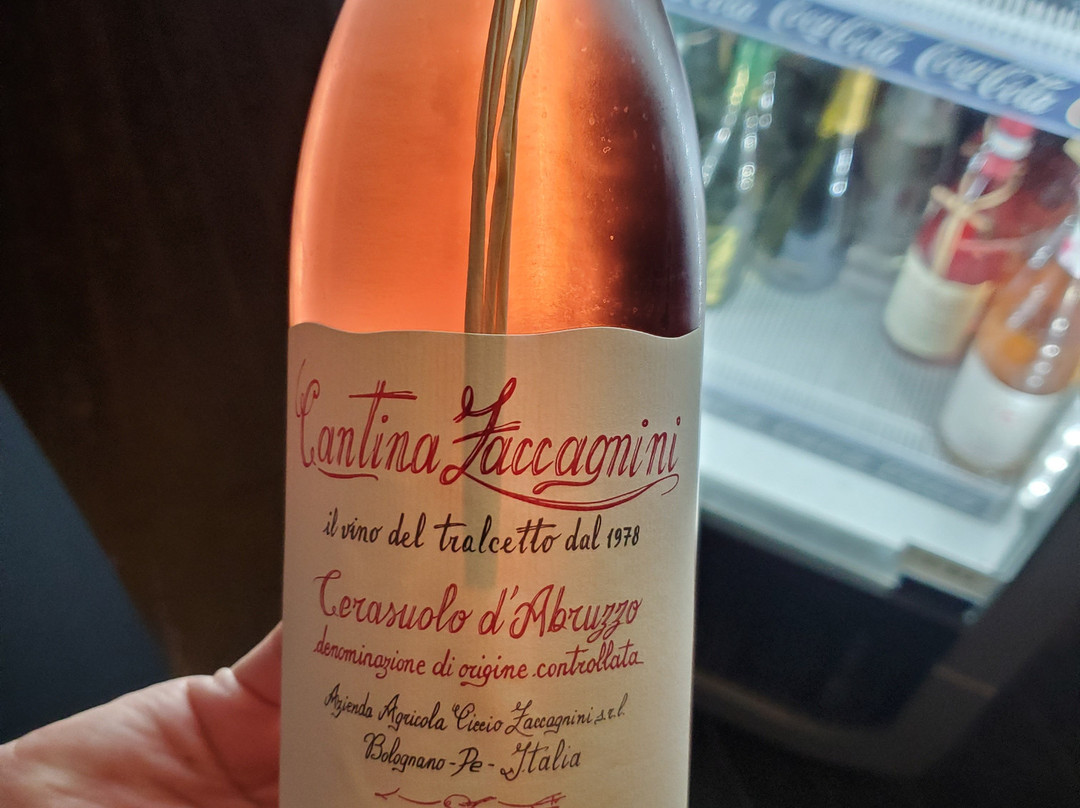 Coca-Cola Coca-Cola
Cantina Zaccagnini
il vino del tralcetto dal 1978
Cerasuolo d'Abruzzo
denominazione di origine controllata
Azienda Agricola Ciccio Zaccagnini s.r.l.
Bolognano - Pe - Italia